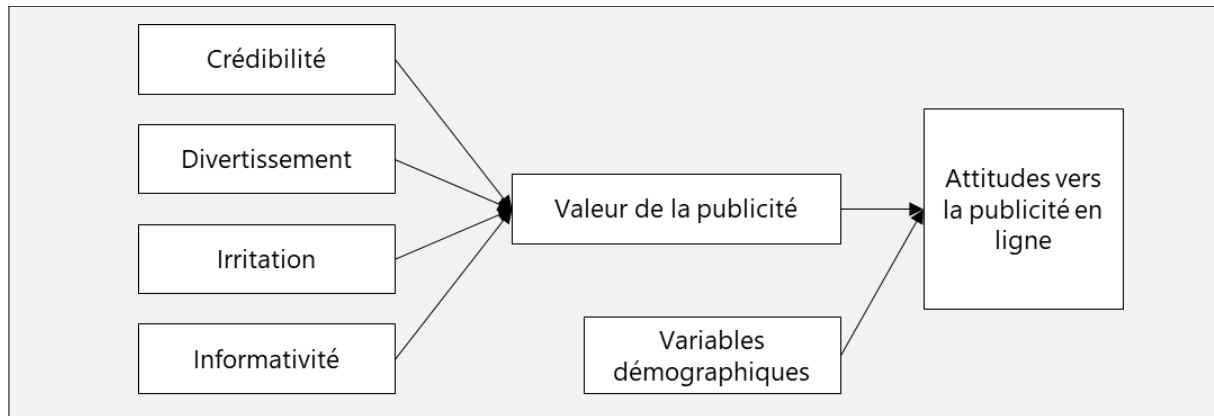 Crédibilité
Divertissement
Irritation
Informativité
Valeur de la publicité
Variables
démographiques
Attitudes vers
la publicité en
ligne